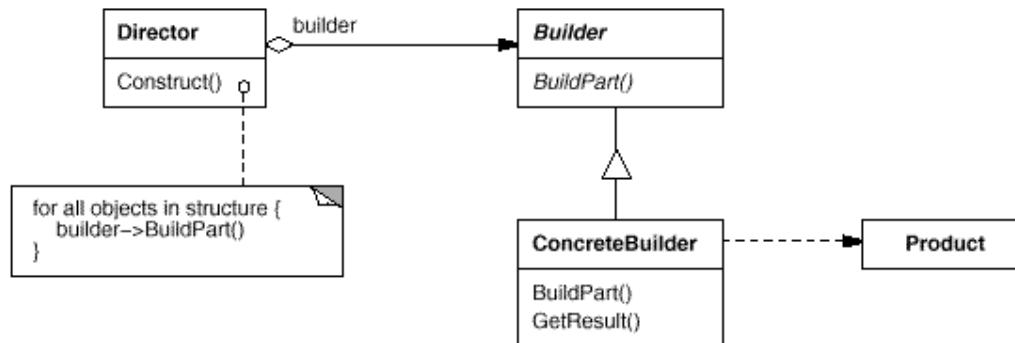 Director
builder
Builder
Construct()
BuildPart()
for all objects in structure {
builder–>BuildPart()
}
ConcreteBuilder
Product
BuildPart()
GetResult()